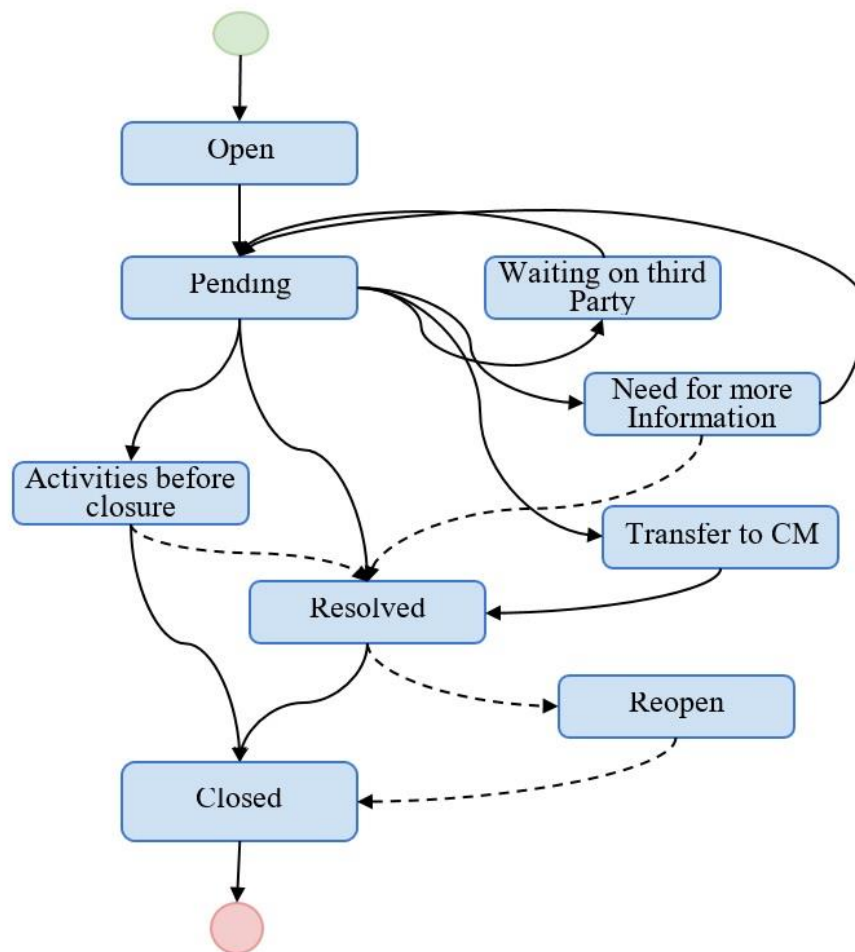 Open
Pending
Waiting on third
Party
Need for more
Information
Activities before
closure
Transfer to CM
Resolved
Reopen
Closed